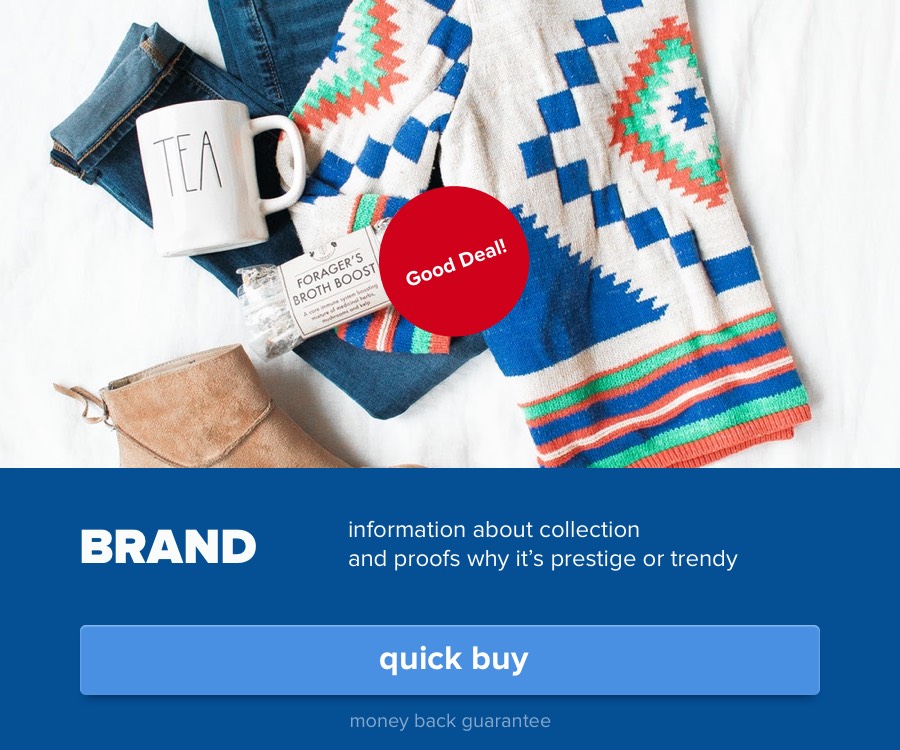 TEA
FORAGER'S
BROTH BOOST
A core immune system boosting
mixture of medicinal herbs,
mushrooms and kelp
Good Deal!
BRAND
information about collection
and proofs why it’s prestige or trendy
quick buy
money back guarantee